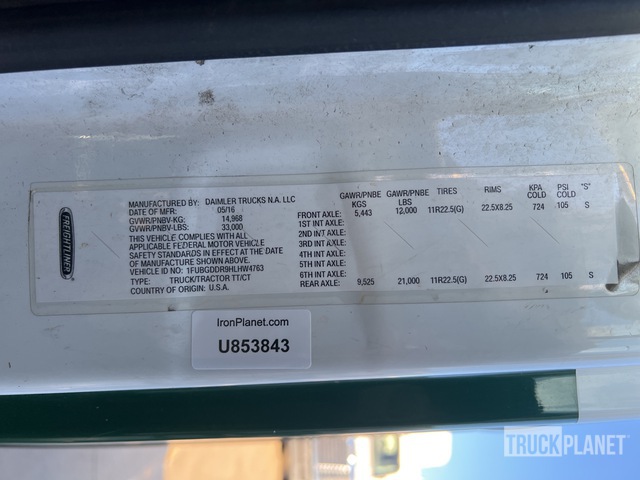 FREIGHTLINER
MANUFACTURED BY: DAIMLER TRUCKS N.A. LLC
DATE OF MFR: 05/16
GVWR/PNBV-KG: 14,968
GVWR/PNBV-LBS: 33,000
THIS VEHICLE COMPLIES WITH ALL
APPLICABLE FEDERAL MOTOR VEHICLE
SAFETY STANDARDS IN EFFECT AT THE DATE
OF MANUFACTURE SHOWN ABOVE.
VEHICLE ID NO: 1FUBGDDR9HLHW4763
TYPE: TRUCK/TRACTOR TT/CT
COUNTRY OF ORIGIN: U.S.A.
GAWR/PNBE KGS GAWR/PNBE LBS TIRES RIMS KPA COLD PSI COLD "S"
FRONT AXLE: 5,443 12,000 11R22.5(G) 22.5X8.25 724 105 S
1ST INT AXLE:
2ND INT AXLE:
3RD INT AXLE:
4TH INT AXLE:
5TH INT AXLE:
6TH INT AXLE:
REAR AXLE: 9,525 21,000 11R22.5(G) 22.5X8.25 724 105 S
IronPlanet.com
U853843
TRUCKPLANET